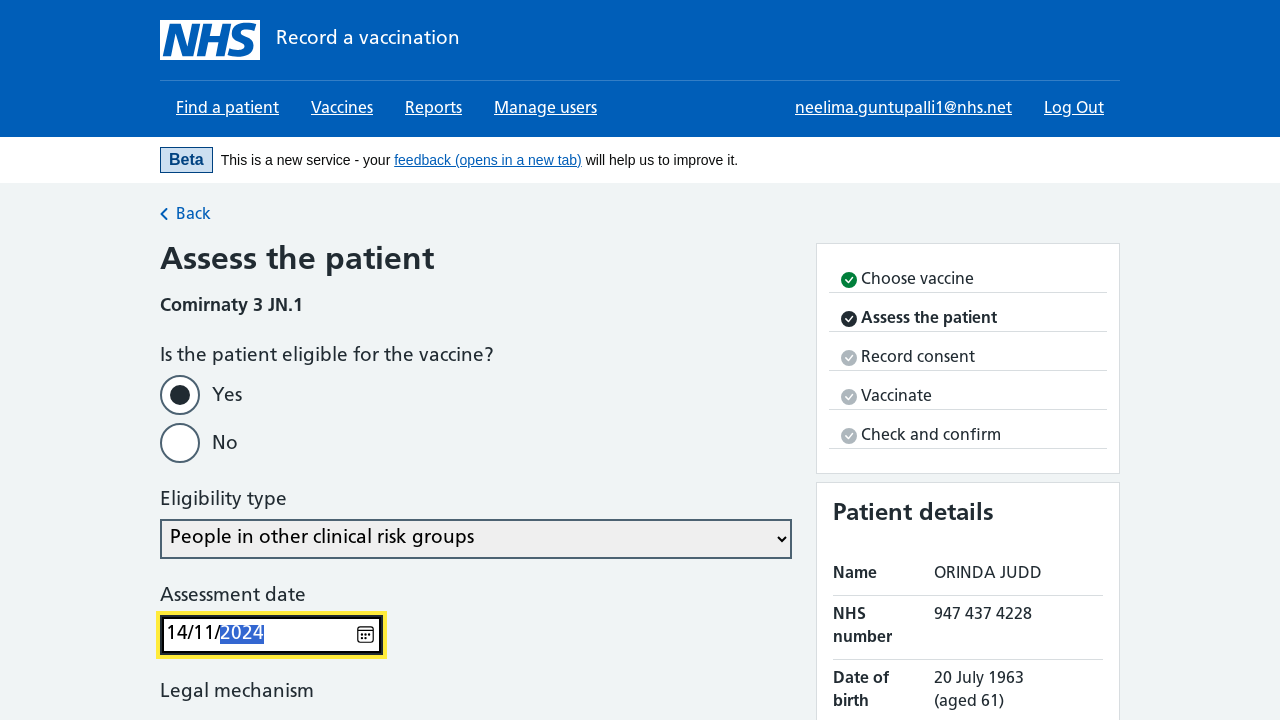 NHS Record a vaccination
Find a patient Vaccines Reports Manage users neelima.guntupalli1@nhs.net Log Out
Beta This is a new service - your feedback (opens in a new tab) will help us to improve it.
Back
Assess the patient
Comirnaty 3 JN.1
Is the patient eligible for the vaccine?
Yes
No
Eligibility type
People in other clinical risk groups
Assessment date
14/11/2024
Legal mechanism
Choose vaccine
Assess the patient
Record consent
Vaccinate
Check and confirm
Patient details
Name ORINDA JUDD
NHS number 947 437 4228
Date of birth 20 July 1963 (aged 61)